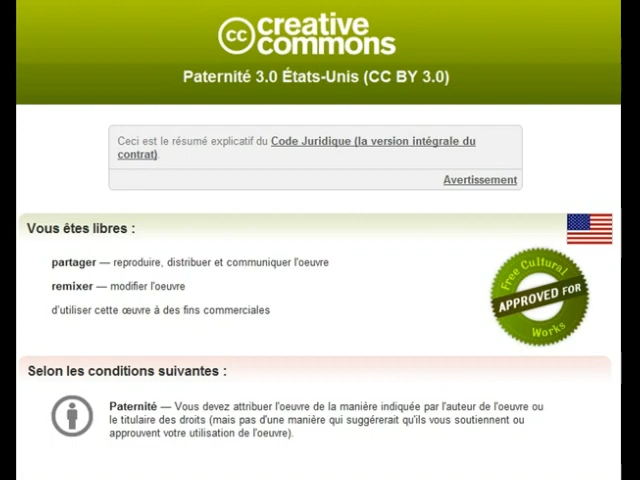 cc creative commons
Paternité 3.0 États-Unis (CC BY 3.0)
Ceci est le résumé explicatif du Code Juridique (la version intégrale du
contrat).
Avertissement
Vous êtes libres :
partager — reproduire, distribuer et communiquer l'oeuvre
remixer — modifier l'oeuvre
d'utiliser cette œuvre à des fins commerciales
Free Cultural
APPROVED FOR
Works
Selon les conditions suivantes :
Paternité — Vous devez attribuer l'oeuvre de la manière indiquée par l'auteur de l'oeuvre ou
le titulaire des droits (mais pas d'une manière qui suggérerait qu'ils vous soutiennent ou
approuvent votre utilisation de l'oeuvre).